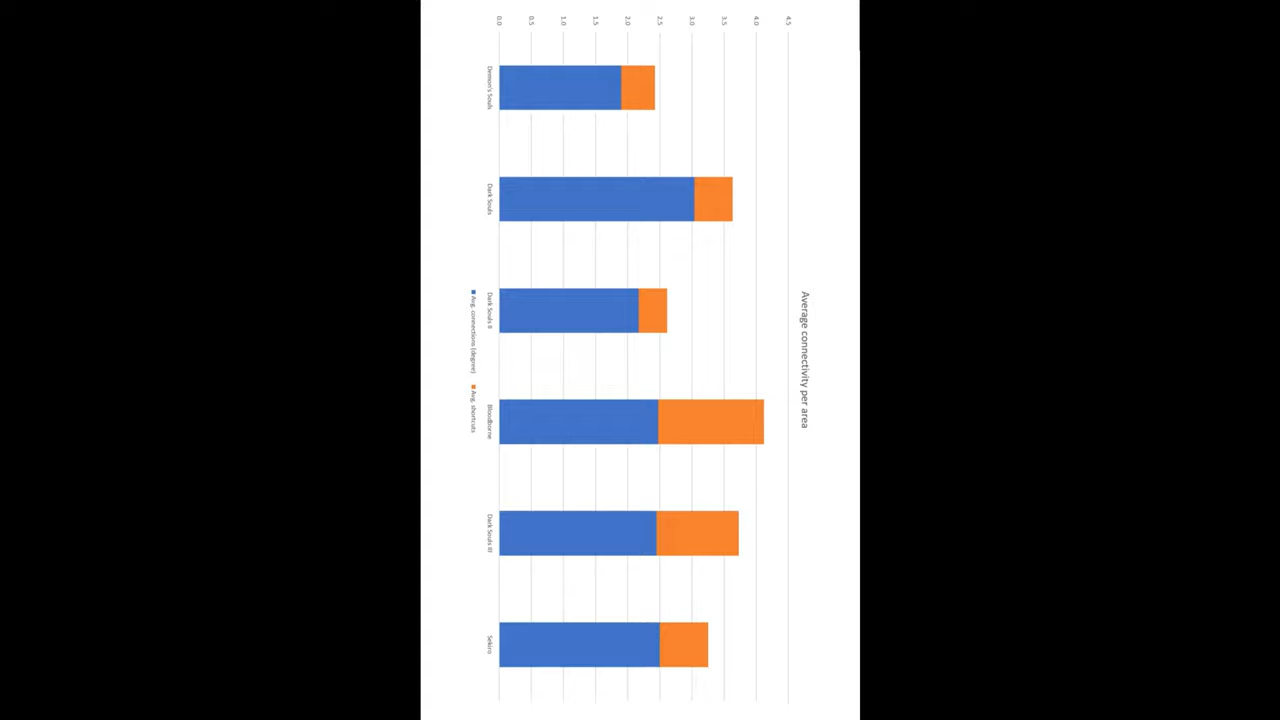 Average connectivity per area
4.5
4.0
3.5
3.0
2.5
2.0
1.5
1.0
0.5
0.0
Demon's Souls
Dark Souls
Dark Souls II
Bloodborne
Dark Souls III
Sekiro
Avg. connections (degree)
Avg. shortcuts